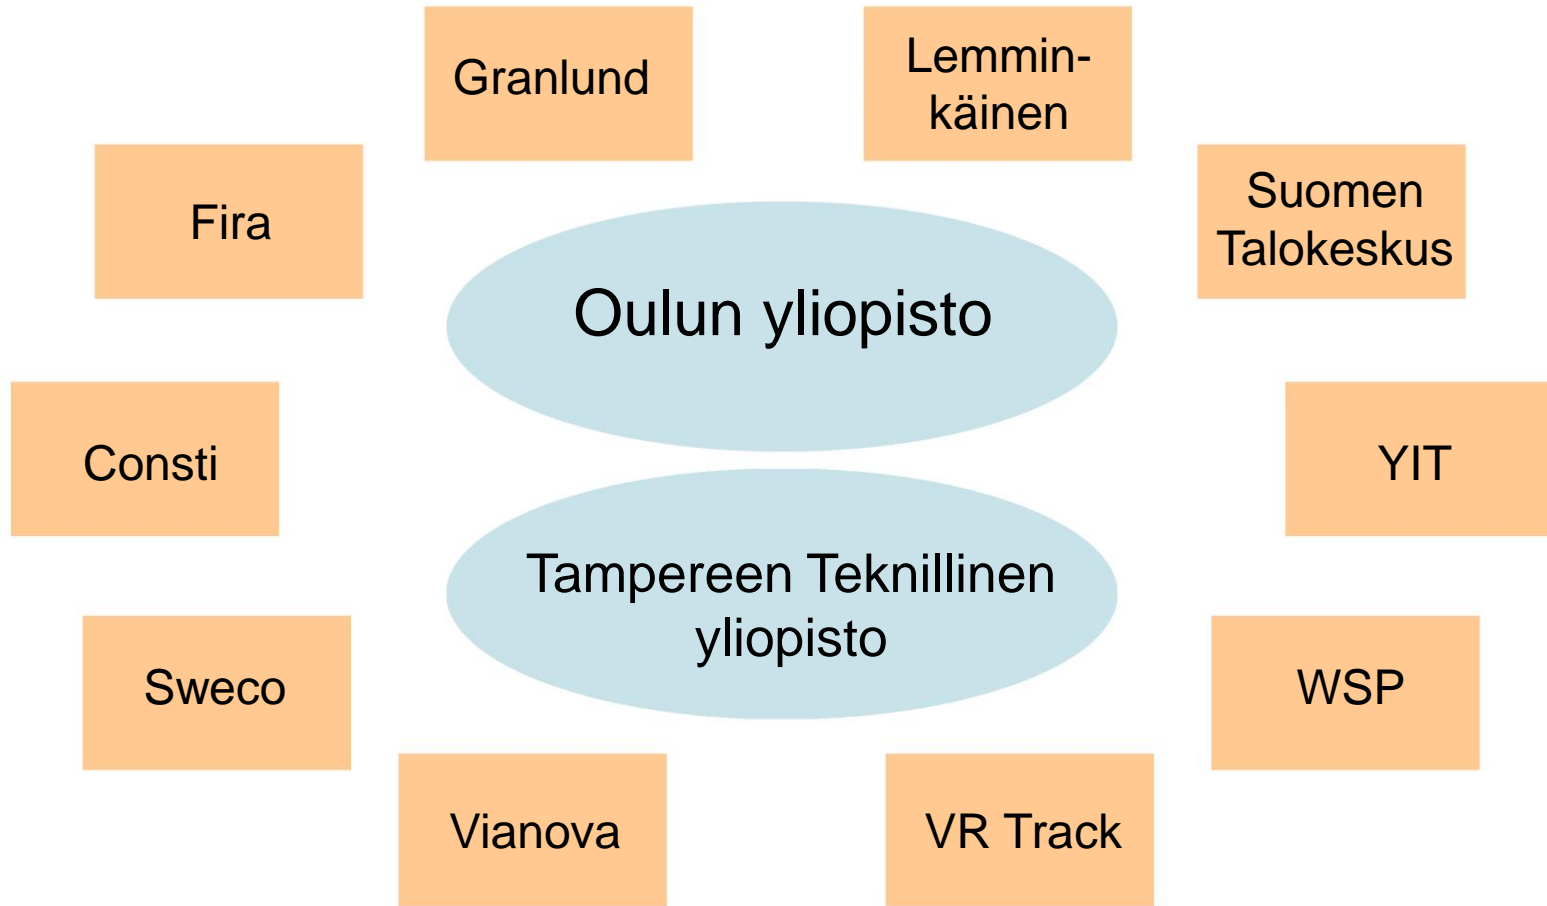 Granlund
Lemmin-
käinen
Fira
Suomen
Talokeskus
Oulun yliopisto
Consti
YIT
Tampereen Teknillinen
yliopisto
Sweco
WSP
Vianova
VR Track